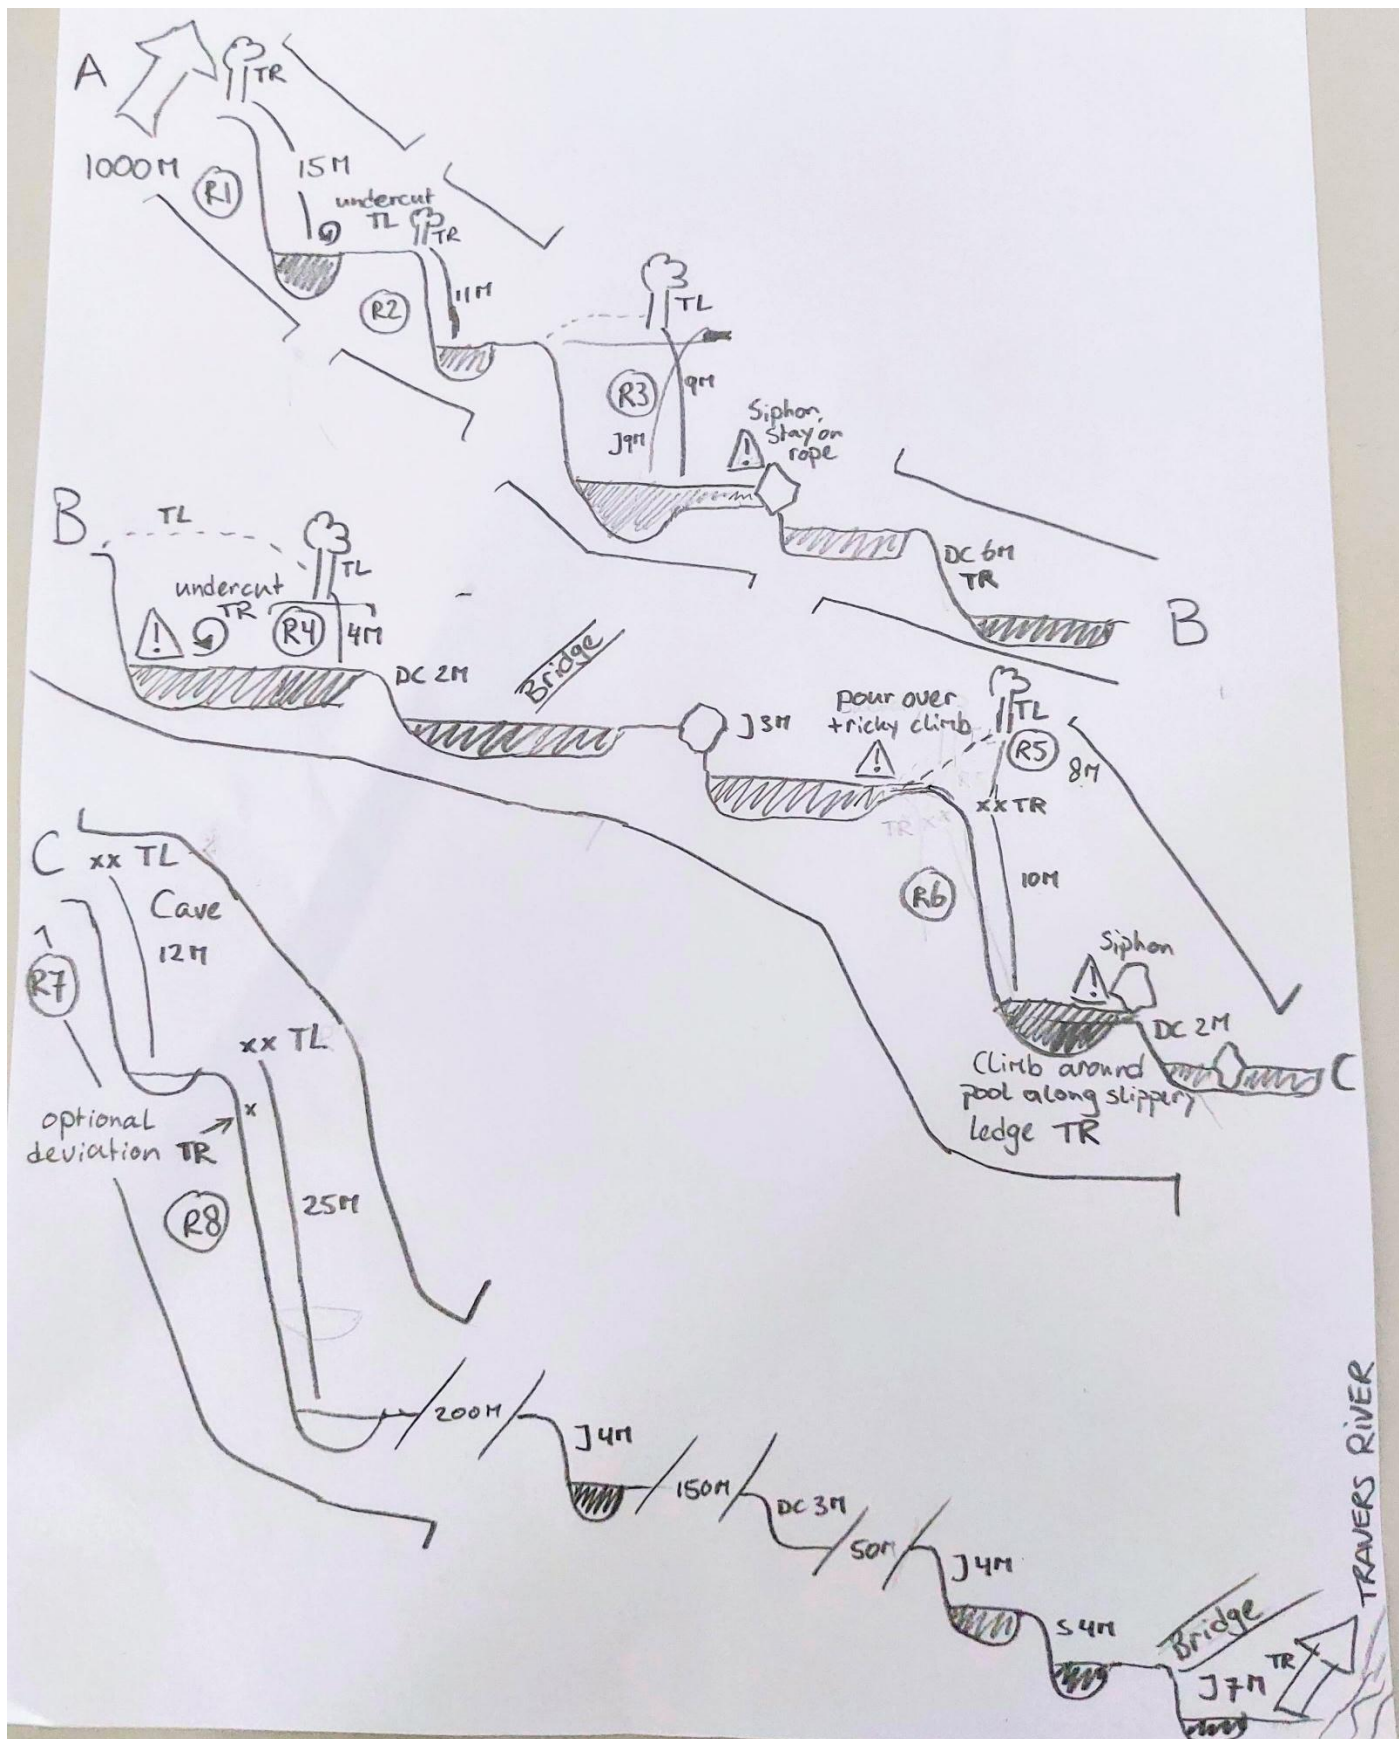 A
TR
1000M
R1
15M
undercut
TL
TR
R2
11M
TL
R3
9M
J9M
Siphon,
stay on
rope
DC 6M
TR
B
B
TL
TL
undercut
TR
R4
4M
DC 2M
Bridge
J3M
pour over
+tricky climb
TL
R5
8M
xx TR
TR xx
R6
10M
Siphon
DC 2M
C
Climb around
pool along slippery
ledge TR
C
xx TL
Cave
12M
R7
xx TL
x
optional
deviation TR
R8
25M
200M
J4M
150M
DC 3M
50M
J4M
S4M
Bridge
J7M
TR
TRAVERS RIVER